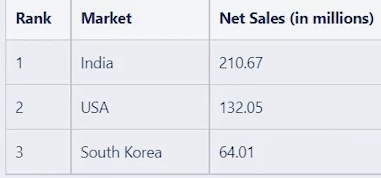 Rank Market Net Sales (in millions)
1 India 210.67
2 USA 132.05
3 South Korea 64.01